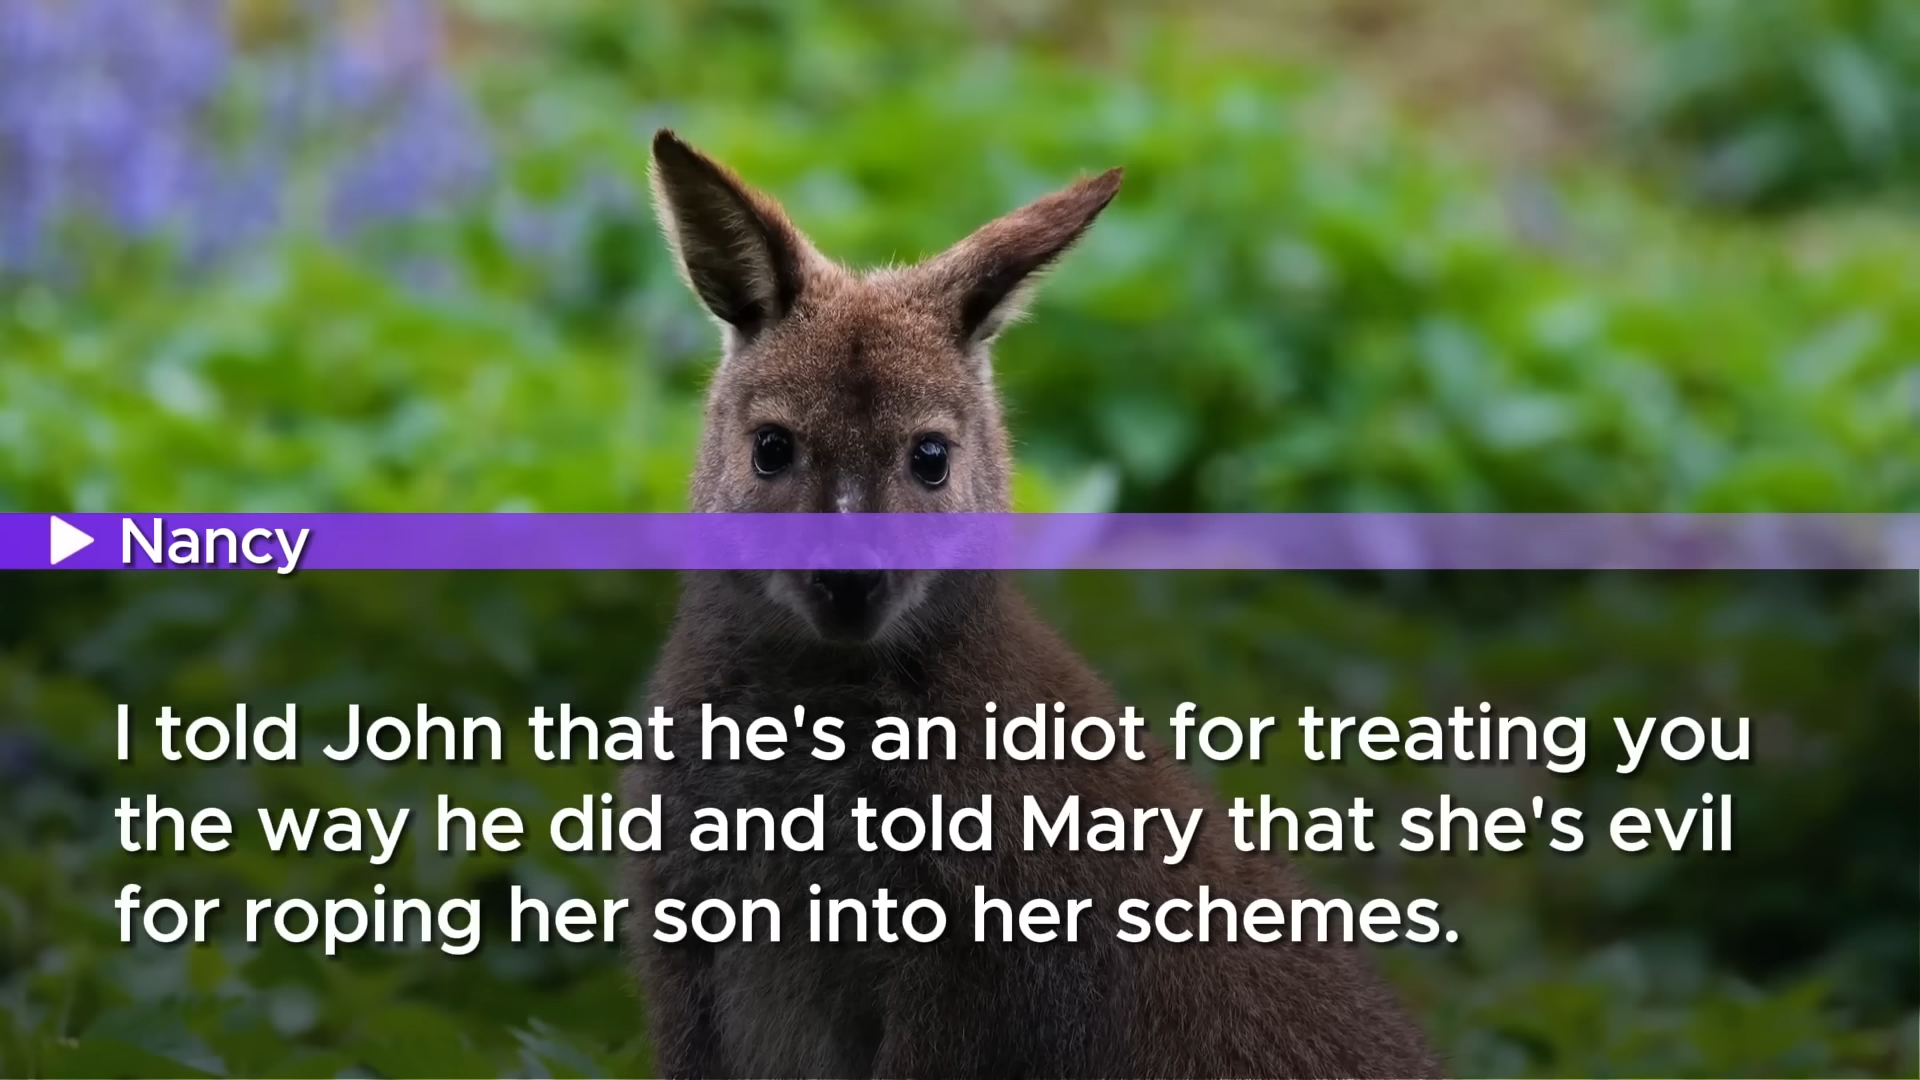 Nancy
I told John that he's an idiot for treating you
the way he did and told Mary that she's evil
for roping her son into her schemes.